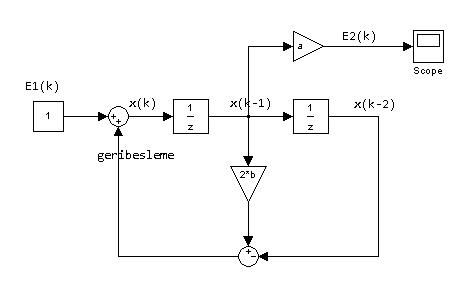 E2(k)
a
Scope
E1(k)
x(k)
x(k-1)
x(k-2)
1
+
+
1
z
1
z
geribesleme
2*b
+
-